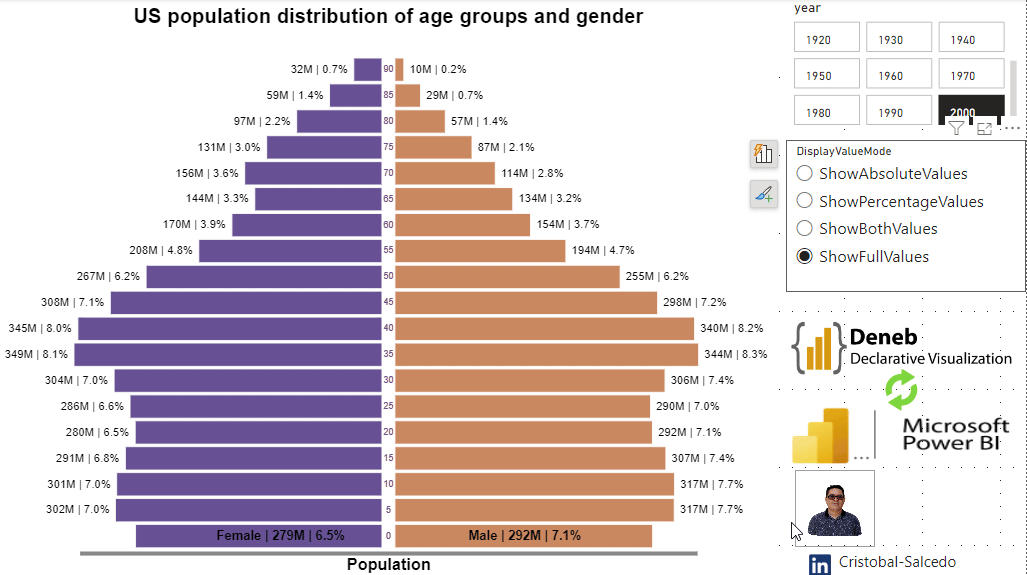 US population distribution of age groups and gender
32M | 0.7% 90 10M | 0.2%
59M | 1.4% 85 29M | 0.7%
97M | 2.2% 80 57M | 1.4%
131M | 3.0% 75 87M | 2.1%
156M | 3.6% 70 114M | 2.8%
144M | 3.3% 65 134M | 3.2%
170M | 3.9% 60 154M | 3.7%
208M | 4.8% 55 194M | 4.7%
267M | 6.2% 50 255M | 6.2%
308M | 7.1% 45 298M | 7.2%
345M | 8.0% 40 340M | 8.2%
349M | 8.1% 35 344M | 8.3%
304M | 7.0% 30 306M | 7.4%
286M | 6.6% 25 290M | 7.0%
280M | 6.5% 20 292M | 7.1%
291M | 6.8% 15 307M | 7.4%
301M | 7.0% 10 317M | 7.7%
302M | 7.0% 5 317M | 7.7%
Female | 279M | 6.5% 0 Male | 292M | 7.1%
Population
year
1920 1930 1940
1950 1960 1970
1980 1990 2000
DisplayValueMode
ShowAbsoluteValues
ShowPercentageValues
ShowBothValues
ShowFullValues
Deneb
Declarative Visualization
Microsoft
Power BI
in Cristobal-Salcedo